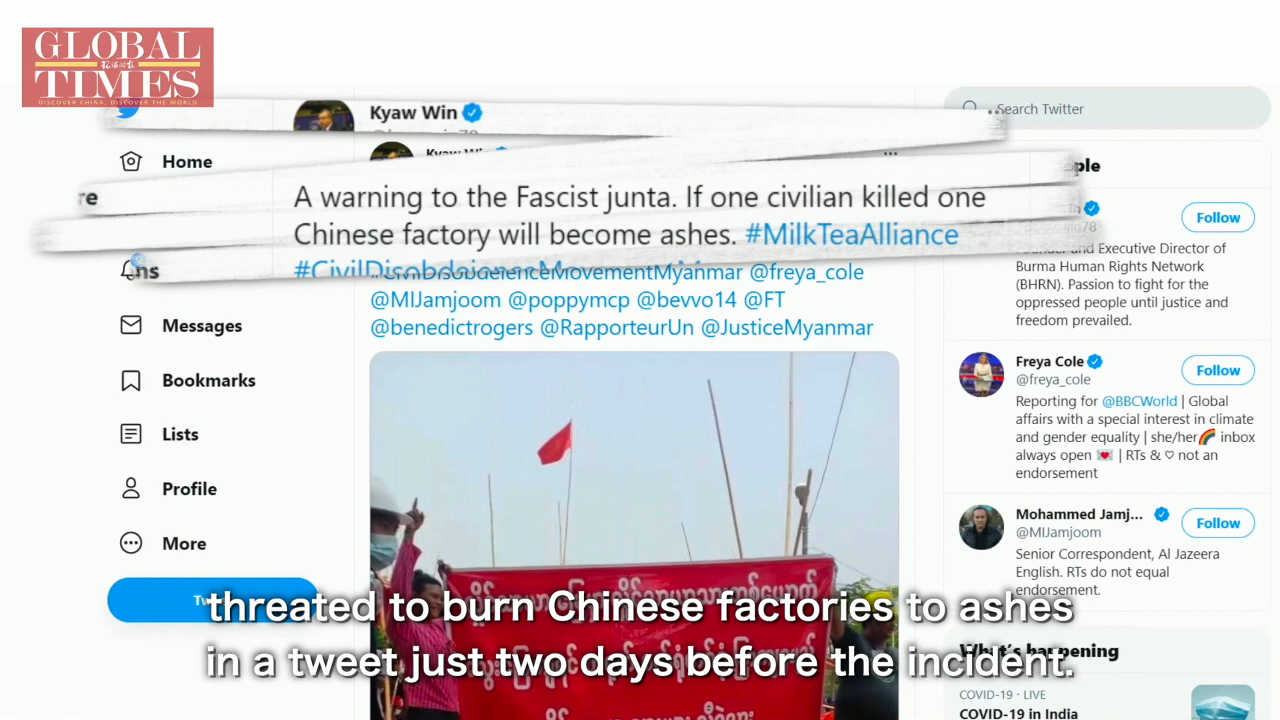 GLOBAL
TIMES
DISCOVER CHINA, DISCOVER THE WORLD
Kyaw Win
Search Twitter
Home
A warning to the Fascist junta. If one civilian killed one
Chinese factory will become ashes. #MilkTeaAlliance
MovementMyanmar @freya_cole
@MIJamjoom @poppymcp @bevvo14 @FT
@benedictrogers @RapporteurUn @JusticeMyanmar
Messages
Bookmarks
Lists
Profile
More
Follow
Founder and Executive Director of
Burma Human Rights Network
(BHRN). Passion to fight for the
oppressed people until justice and
freedom prevailed.
Freya Cole
@freya_cole
Follow
Reporting for @BBCWorld | Global
affairs with a special interest in climate
and gender equality | she/her🌈 inbox
always open 💌 | RTs & ♡ not an
endorsement
Mohammed Jamj...
@MIJamjoom
Follow
Senior Correspondent, Al Jazeera
English. RTs do not equal
endorsement.
What's happening
COVID-19 · LIVE
COVID-19 in India
threated to burn Chinese factories to ashes
in a tweet just two days before the incident.